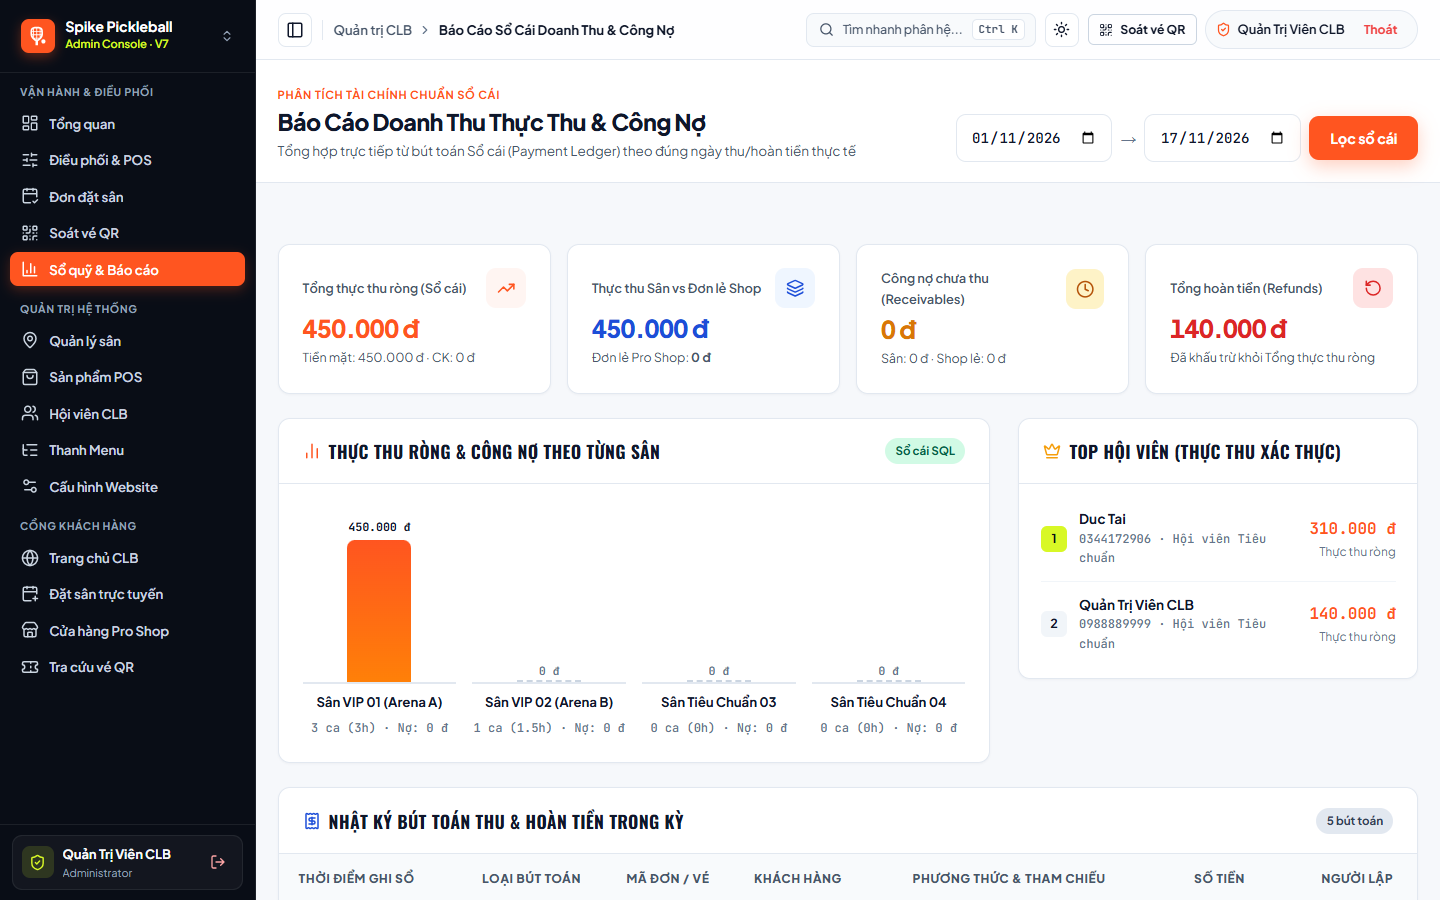 Spike Pickleball
Admin Console · V7
VẬN HÀNH & ĐIỀU PHỐI
Tổng quan
Điều phối & POS
Đơn đặt sân
Soát vé QR
Sổ quỹ & Báo cáo
QUẢN TRỊ HỆ THỐNG
Quản lý sân
Sản phẩm POS
Hội viên CLB
Thanh Menu
Cấu hình Website
CỔNG KHÁCH HÀNG
Trang chủ CLB
Đặt sân trực tuyến
Cửa hàng Pro Shop
Tra cứu vé QR
Quản Trị Viên CLB
Administrator
Quản trị CLB > Báo Cáo Sổ Cái Doanh Thu & Công Nợ
Tìm nhanh phân hệ... Ctrl K
Soát vé QR
Quản Trị Viên CLB Thoát
PHÂN TÍCH TÀI CHÍNH CHUẨN SỔ CÁI
Báo Cáo Doanh Thu Thực Thu & Công Nợ
Tổng hợp trực tiếp từ bút toán Sổ cái (Payment Ledger) theo đúng ngày thu/hoàn tiền thực tế
01/11/2026 → 17/11/2026 Lọc sổ cái
Tổng thực thu ròng (Sổ cái)
450.000 đ
Tiền mặt: 450.000 đ · CK: 0 đ
Thực thu Sân vs Đơn lẻ Shop
450.000 đ
Đơn lẻ Pro Shop: 0 đ
Công nợ chưa thu
(Receivables)
0 đ
Sân: 0 đ · Shop lẻ: 0 đ
Tổng hoàn tiền (Refunds)
140.000 đ
Đã khấu trừ khỏi Tổng thực thu ròng
THỰC THU RÒNG & CÔNG NỢ THEO TỪNG SÂN
Sổ cái SQL
450.000 đ
0 đ
0 đ
0 đ
Sân VIP 01 (Arena A)
3 ca (3h) · Nợ: 0 đ
Sân VIP 02 (Arena B)
1 ca (1.5h) · Nợ: 0 đ
Sân Tiêu Chuẩn 03
0 ca (0h) · Nợ: 0 đ
Sân Tiêu Chuẩn 04
0 ca (0h) · Nợ: 0 đ
TOP HỘI VIÊN (THỰC THU XÁC THỰC)
1
Duc Tai
0344172906 · Hội viên Tiêu
chuẩn
310.000 đ
Thực thu ròng
2
Quản Trị Viên CLB
0988889999 · Hội viên Tiêu
chuẩn
140.000 đ
Thực thu ròng
NHẬT KÝ BÚT TOÁN THU & HOÀN TIỀN TRONG KỲ
5 bút toán
THỜI ĐIỂM GHI SỔ LOẠI BÚT TOÁN MÃ ĐƠN / VÉ KHÁCH HÀNG PHƯƠNG THỨC & THAM CHIẾU SỐ TIỀN NGƯỜI LẬP